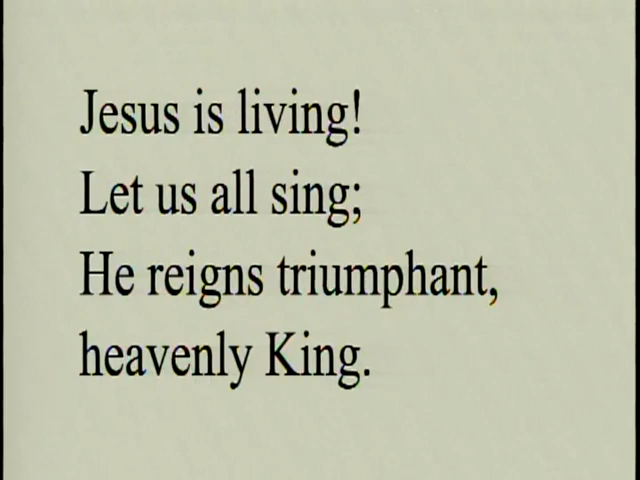 Jesus is living!
Let us all sing;
He reigns triumphant,
heavenly King.